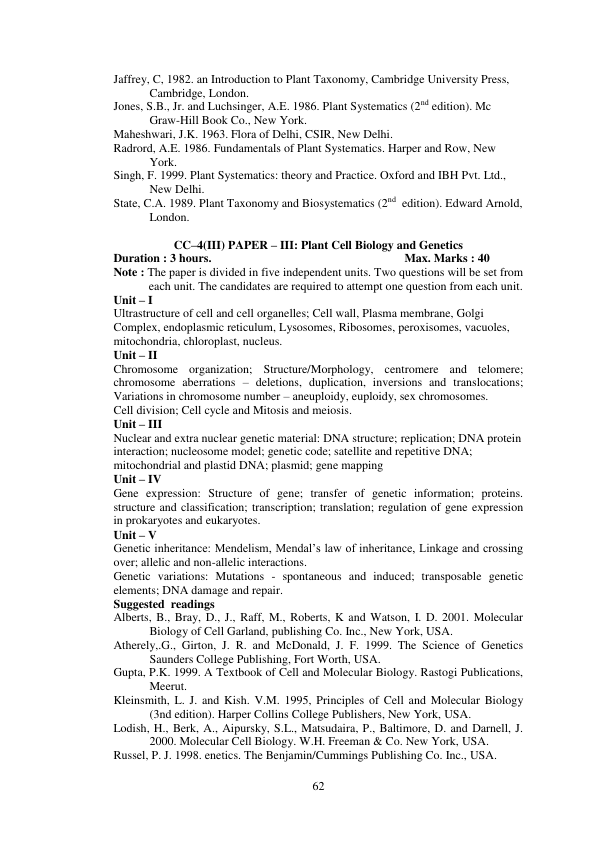 Jaffrey, C, 1982. an Introduction to Plant Taxonomy, Cambridge University Press,
Cambridge, London.
Jones, S.B., Jr. and Luchsinger, A.E. 1986. Plant Systematics (2nd edition). Mc
Graw-Hill Book Co., New York.
Maheshwari, J.K. 1963. Flora of Delhi, CSIR, New Delhi.
Radrord, A.E. 1986. Fundamentals of Plant Systematics. Harper and Row, New
York.
Singh, F. 1999. Plant Systematics: theory and Practice. Oxford and IBH Pvt. Ltd.,
New Delhi.
State, C.A. 1989. Plant Taxonomy and Biosystematics (2nd edition). Edward Arnold,
London.
CC–4(III) PAPER – III: Plant Cell Biology and Genetics
Duration : 3 hours. Max. Marks : 40
Note : The paper is divided in five independent units. Two questions will be set from
each unit. The candidates are required to attempt one question from each unit.
Unit – I
Ultrastructure of cell and cell organelles; Cell wall, Plasma membrane, Golgi
Complex, endoplasmic reticulum, Lysosomes, Ribosomes, peroxisomes, vacuoles,
mitochondria, chloroplast, nucleus.
Unit – II
Chromosome organization; Structure/Morphology, centromere and telomere;
chromosome aberrations – deletions, duplication, inversions and translocations;
Variations in chromosome number – aneuploidy, euploidy, sex chromosomes.
Cell division; Cell cycle and Mitosis and meiosis.
Unit – III
Nuclear and extra nuclear genetic material: DNA structure; replication; DNA protein
interaction; nucleosome model; genetic code; satellite and repetitive DNA;
mitochondrial and plastid DNA; plasmid; gene mapping
Unit – IV
Gene expression: Structure of gene; transfer of genetic information; proteins.
structure and classification; transcription; translation; regulation of gene expression
in prokaryotes and eukaryotes.
Unit – V
Genetic inheritance: Mendelism, Mendal’s law of inheritance, Linkage and crossing
over; allelic and non-allelic interactions.
Genetic variations: Mutations - spontaneous and induced; transposable genetic
elements; DNA damage and repair.
Suggested readings
Alberts, B., Bray, D., J., Raff, M., Roberts, K and Watson, I. D. 2001. Molecular
Biology of Cell Garland, publishing Co. Inc., New York, USA.
Atherely,.G., Girton, J. R. and McDonald, J. F. 1999. The Science of Genetics
Saunders College Publishing, Fort Worth, USA.
Gupta, P.K. 1999. A Textbook of Cell and Molecular Biology. Rastogi Publications,
Meerut.
Kleinsmith, L. J. and Kish. V.M. 1995, Principles of Cell and Molecular Biology
(3nd edition). Harper Collins College Publishers, New York, USA.
Lodish, H., Berk, A., Aipursky, S.L., Matsudaira, P., Baltimore, D. and Darnell, J.
2000. Molecular Cell Biology. W.H. Freeman & Co. New York, USA.
Russel, P. J. 1998. enetics. The Benjamin/Cummings Publishing Co. Inc., USA.
62